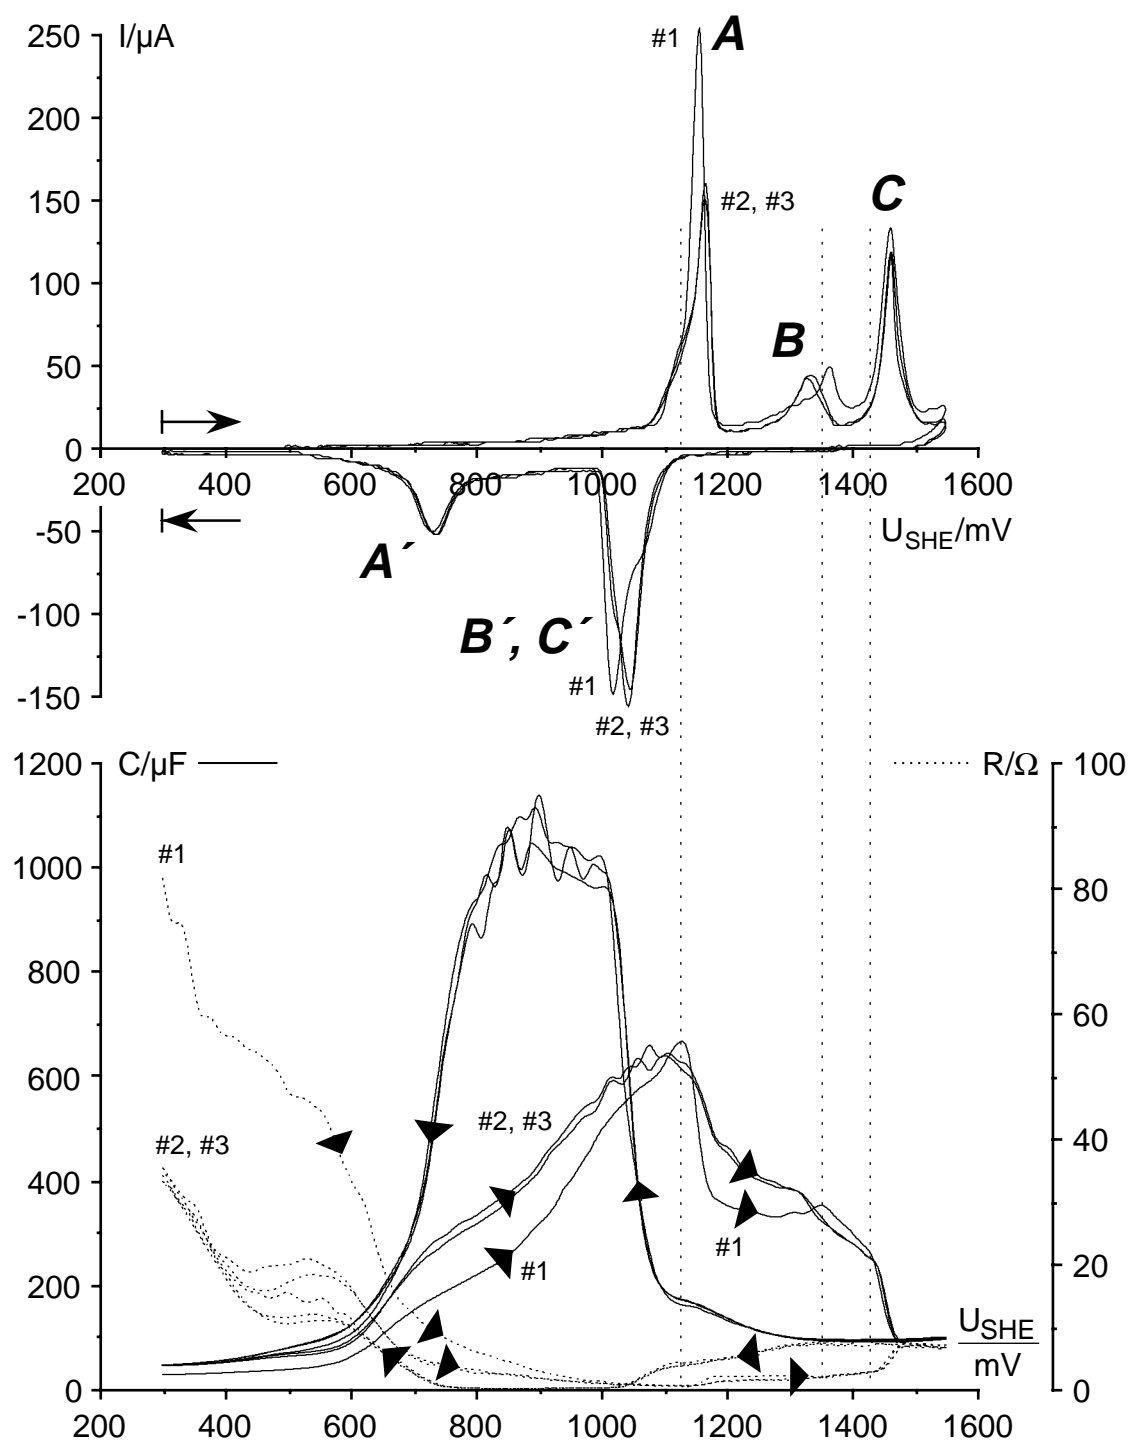 250 I/µA #1 A
200
150 #2, #3 C
100
50 B
0
200 400 600 800 1000 1200 1400 1600
-50 A´ USHE/mV
-100 B´, C´
-150 #1
#2, #3
1200 C/µF R/Ω 100
#1
1000 80
800
60
600
#2, #3 #2, #3 40
400
#1 #1
200 20
USHE
mV
0 0
200 400 600 800 1000 1200 1400 1600